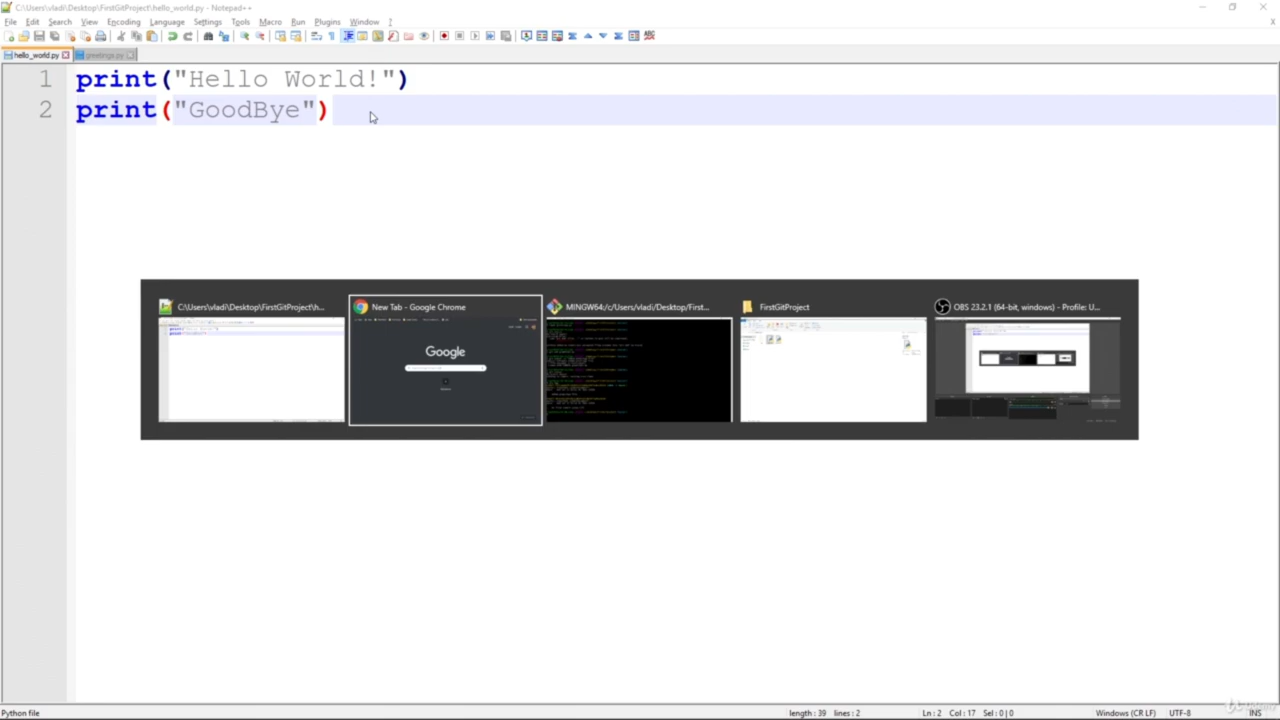 C:\Users\vladi\Desktop\FirstGitProject\hello_world.py - Notepad++
File Edit Search View Encoding Language Settings Tools Macro Run Plugins Window ?
hello_world.py greetings.py
1 print("Hello World!")
2 print("GoodBye")
C:\Users\vladi\Desktop\FirstGitProject\h... New Tab - Google Chrome MINGW64:/c/Users/vladi/Desktop/First... FirstGitProject OBS 23.2.1 (64-bit, windows) - Profile: U...
Google
Python file length : 39 lines : 2 Ln : 2 Col : 17 Sel : 0 | 0 Windows (CR LF) UTF-8 INS